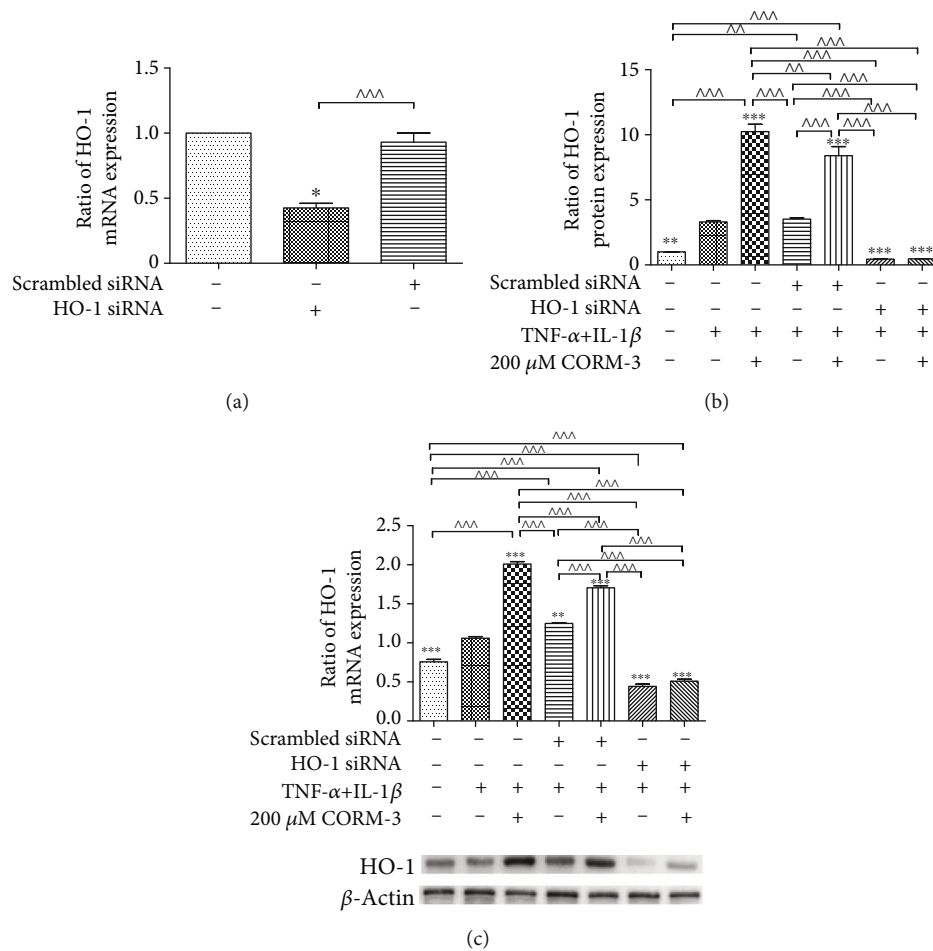 ^^^
1.5
1.0
0.5
0
*
Ratio of HO-1
mRNA expression
Scrabbled siRNA – – +
HO-1 siRNA – + –
(a)
^^^
^^
^^^
^^^
^^
^^^
^^^ ^^^ ^^^
^^^
^^^ ^^^
15
10
5
0
** *** *** *** ***
Ratio of HO-1
protein expression
Scrambled siRNA – – – + + – –
HO-1 siRNA – – – – – + +
TNF-α+IL-1β – + + + + + +
200 μM CORM-3 – – + – + – +
(b)
^^^
^^^
^^^
^^^ ^^^
^^^
^^^
^^^ ^^^ ^^^
^^^
^^^
^^^ ^^^
2.5
2.0
1.5
1.0
0.5
0.0
*** *** ** *** *** ***
Ratio of HO-1
mRNA expression
Scrambled siRNA – – – + + – –
HO-1 siRNA – – – – – + +
TNF-α+IL-1β – + + + + + +
200 μM CORM-3 – – + – + – +
HO-1
β-Actin
(c)